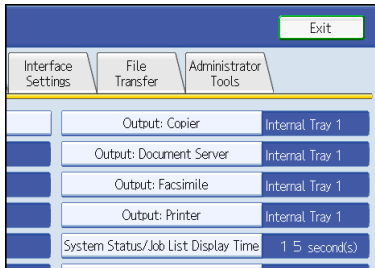 Exit
Interface Settings
File Transfer
Administrator Tools
Output: Copier Internal Tray 1
Output: Document Server Internal Tray 1
Output: Facsimile Internal Tray 1
Output: Printer Internal Tray 1
System Status/Job List Display Time 1 5 second(s)